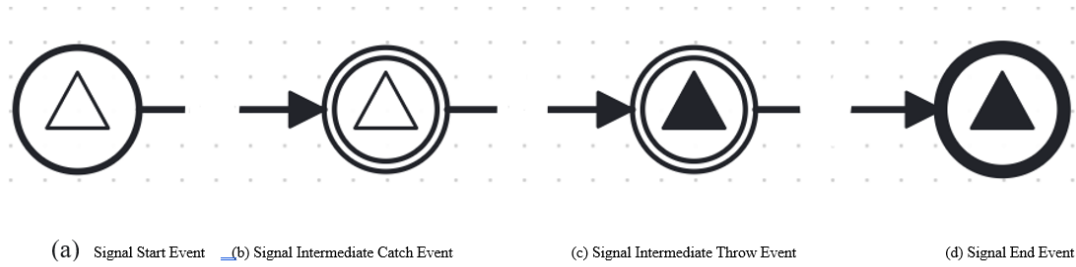 (a) Signal Start Event (b) Signal Intermediate Catch Event (c) Signal Intermediate Throw Event (d) Signal End Event